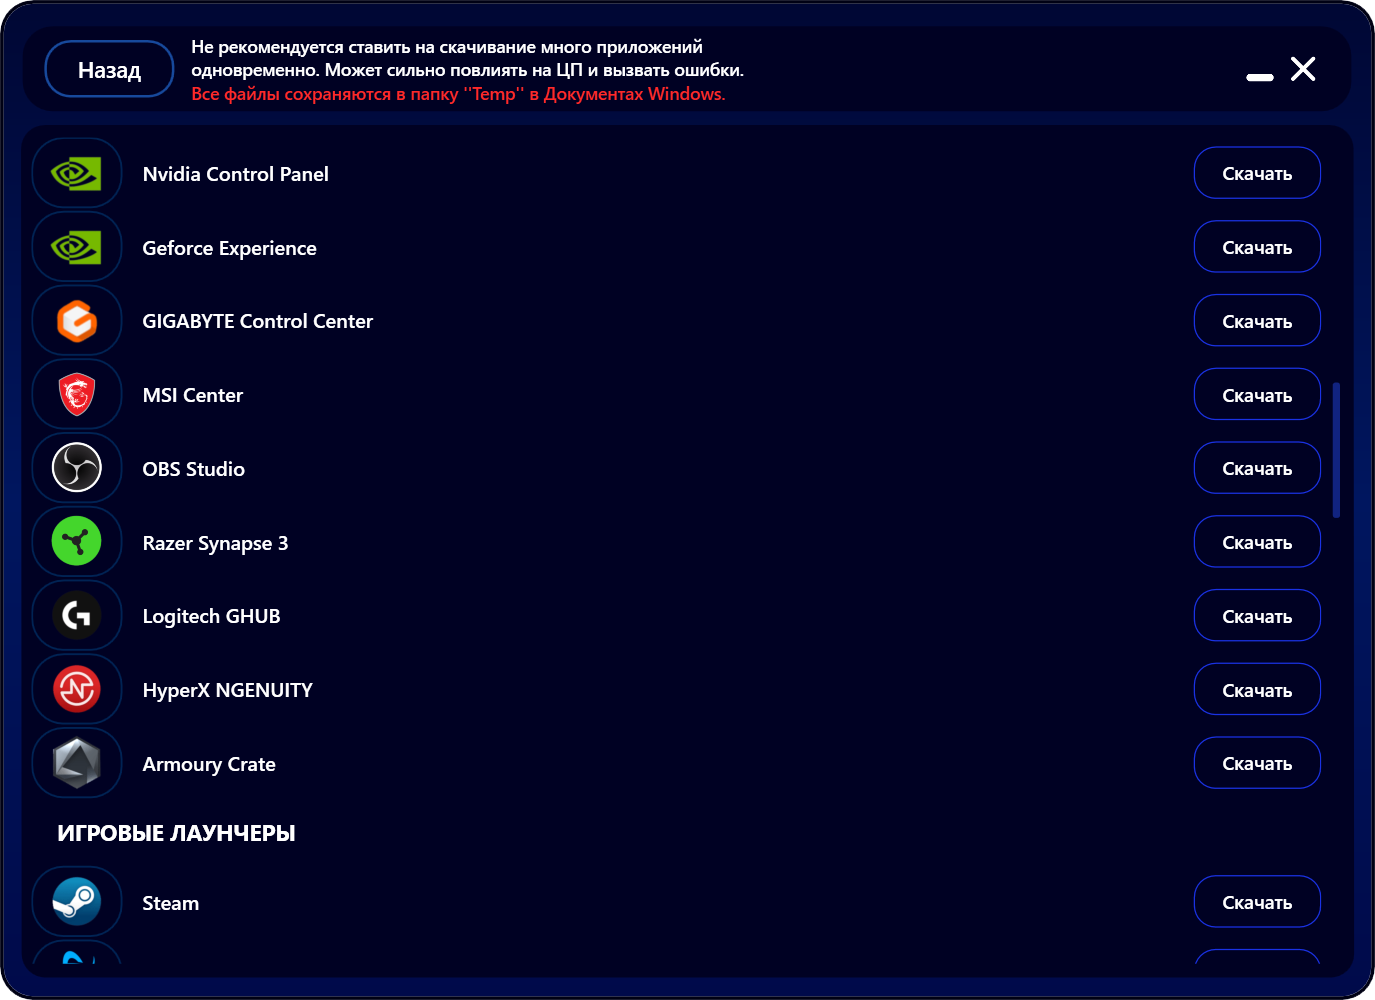 Назад
Не рекомендуется ставить на скачивание много приложений
одновременно. Может сильно повлиять на ЦП и вызвать ошибки.
Все файлы сохраняются в папку "Temp" в Документах Windows.
Nvidia Control Panel
Скачать
Geforce Experience
Скачать
GIGABYTE Control Center
Скачать
MSI Center
Скачать
OBS Studio
Скачать
Razer Synapse 3
Скачать
Logitech GHUB
Скачать
HyperX NGENUITY
Скачать
Armoury Crate
Скачать
ИГРОВЫЕ ЛАУНЧЕРЫ
Steam
Скачать